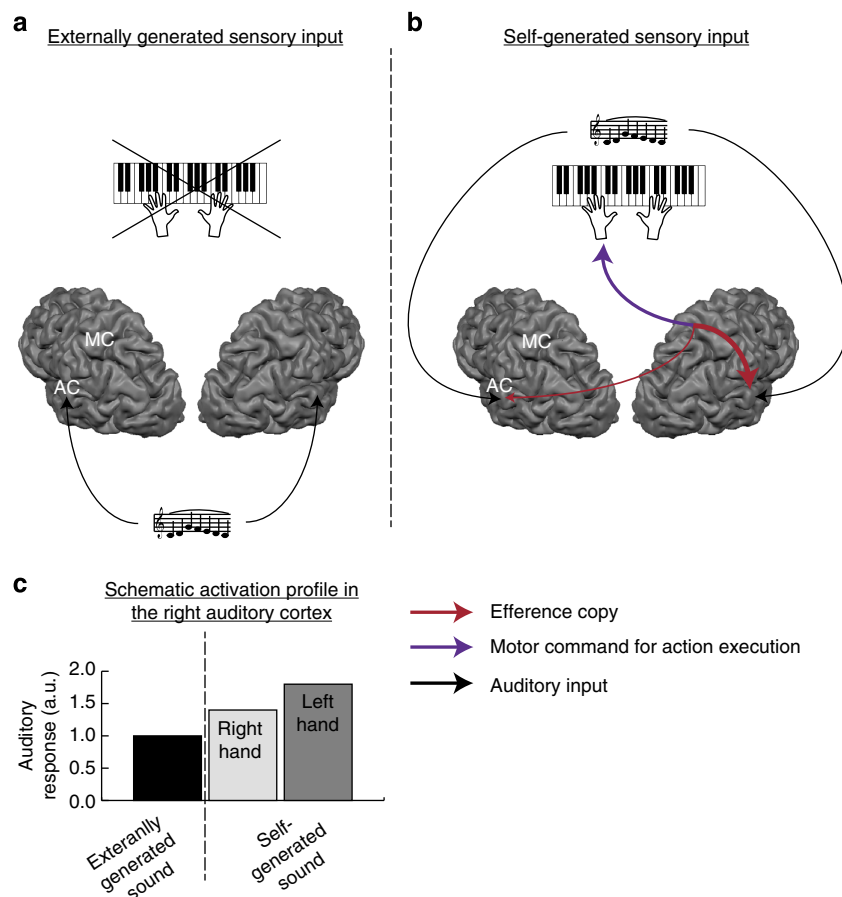 a
Externally generated sensory input
MC
AC
b
Self-generated sensory input
MC
AC
c
Schematic activation profile in
the right auditory cortex
Auditory
response (a.u.)
2.0
1.5
1.0
0.5
0.0
Right
hand
Left
hand
Exteranlly
generated
sound
Self-
generated
sound
Efference copy
Motor command for action execution
Auditory input